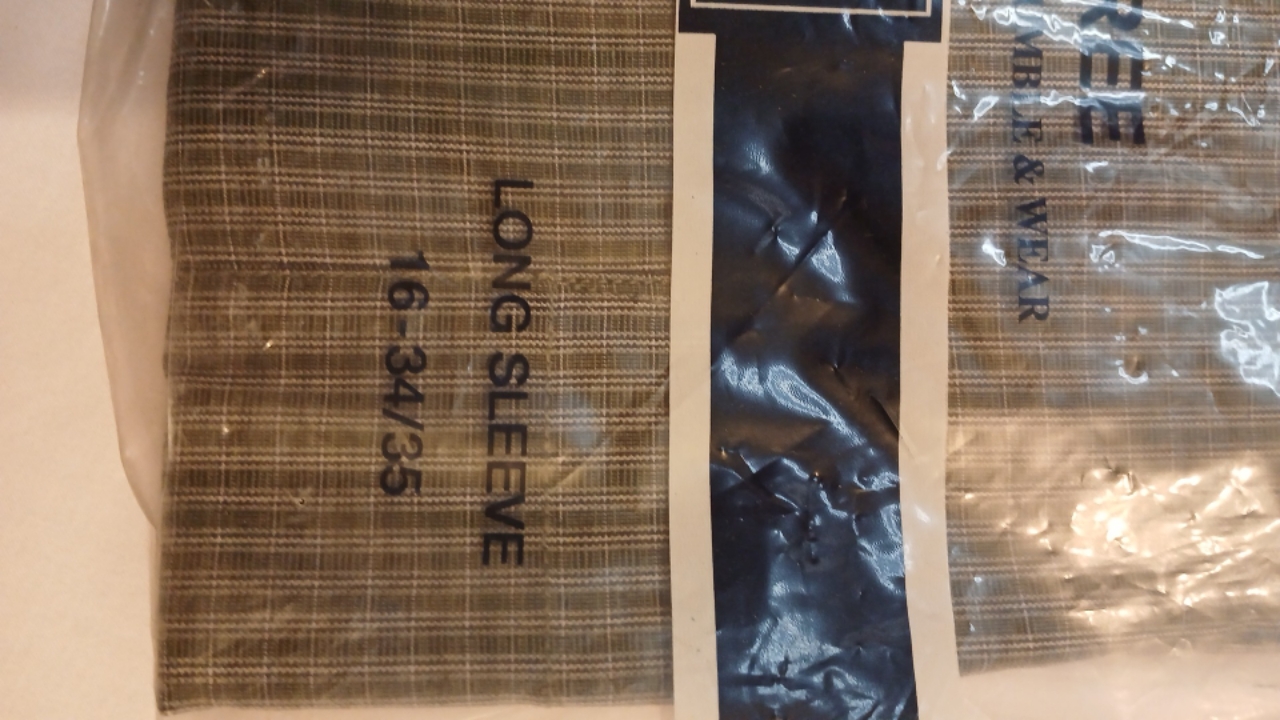 REE
MBLE & WEAR
LONG SLEEVE
16-34/35